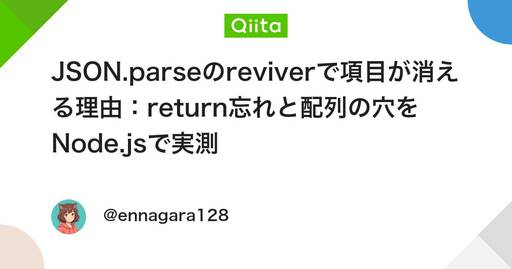 Qiita
JSON.parseのreviverで項目が消え
る理由：return忘れと配列の穴を
Node.jsで実測
@ennagara128